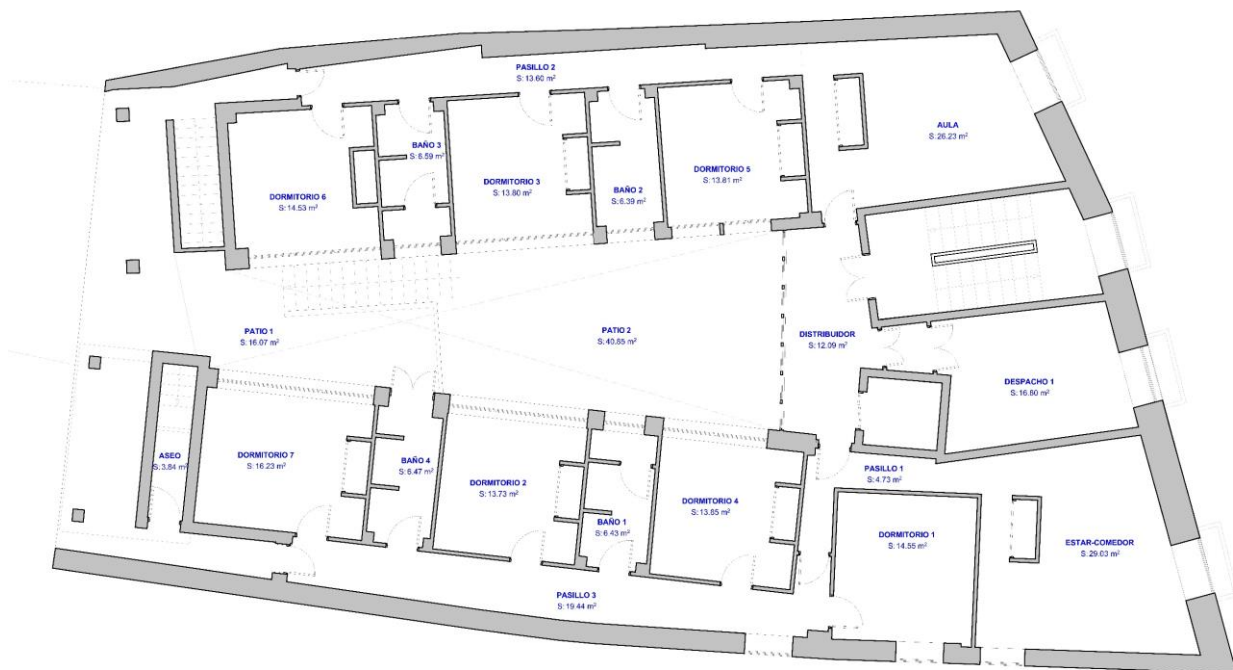 PASILLO 2
S: 13.60 m²
AULA
S: 26.23 m²
BAÑO 3
S: 8.59 m²
DORMITORIO 5
S: 13.81 m²
DORMITORIO 3
S: 13.80 m²
BAÑO 2
S: 6.39 m²
DORMITORIO 6
S: 14.53 m²
PATIO 1
S: 16.07 m²
PATIO 2
S: 40.85 m²
DISTRIBUIDOR
S: 12.09 m²
DESPACHO 1
S: 16.80 m²
ASEO
S: 3.84 m²
DORMITORIO 7
S: 16.23 m²
BAÑO 4
S: 6.47 m²
DORMITORIO 2
S: 13.73 m²
PASILLO 1
S: 4.73 m²
DORMITORIO 4
S: 13.85 m²
BAÑO 1
S: 6.43 m²
DORMITORIO 1
S: 14.55 m²
ESTAR-COMEDOR
S: 29.03 m²
PASILLO 3
S: 19.44 m²